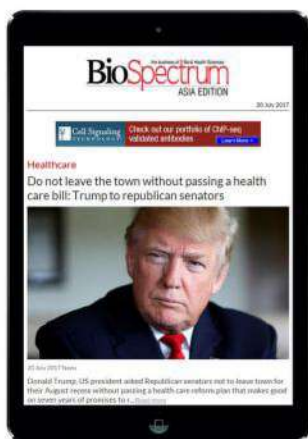 BioSpectrum
ASIA EDITION
20 July 2017
Cell Signaling
TECHNOLOGY
Check out our portfolio of ChIP-seq
validated antibodies
Learn More >
Healthcare
Do not leave the town without passing a health
care bill: Trump to republican senators
20 July 2017 News
Donald Trump, US president asked Republican senators not to leave town for
their August recess without passing a health care reform plan that makes good
on seven years of promises to r...Read more